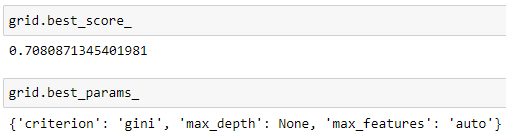 grid.best_score_
0.7080871345401981
grid.best_params_
{'criterion': 'gini', 'max_depth': None, 'max_features': 'auto'}